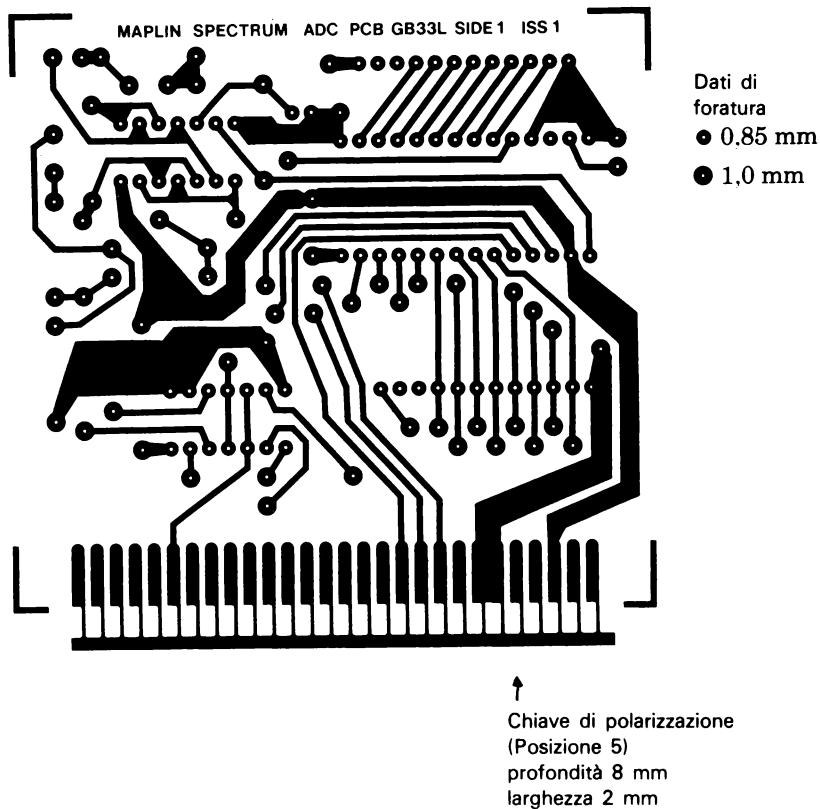 MAPLIN SPECTRUM ADC PCB GB33L SIDE 1 ISS 1
Dati di
foratura
0,85 mm
1,0 mm
Chiave di polarizzazione
(Posizione 5)
profondità 8 mm
larghezza 2 mm